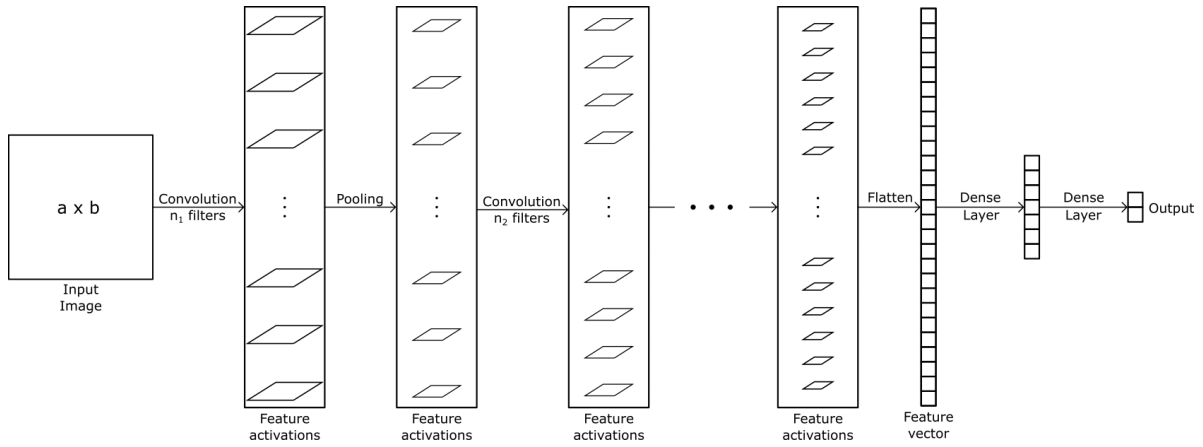 a x b
Input
Image
Convolution
n₁ filters
Feature
activations
Pooling
Feature
activations
Convolution
n₂ filters
Feature
activations
Feature
activations
Flatten
Feature
vector
Dense
Layer
Dense
Layer
Output